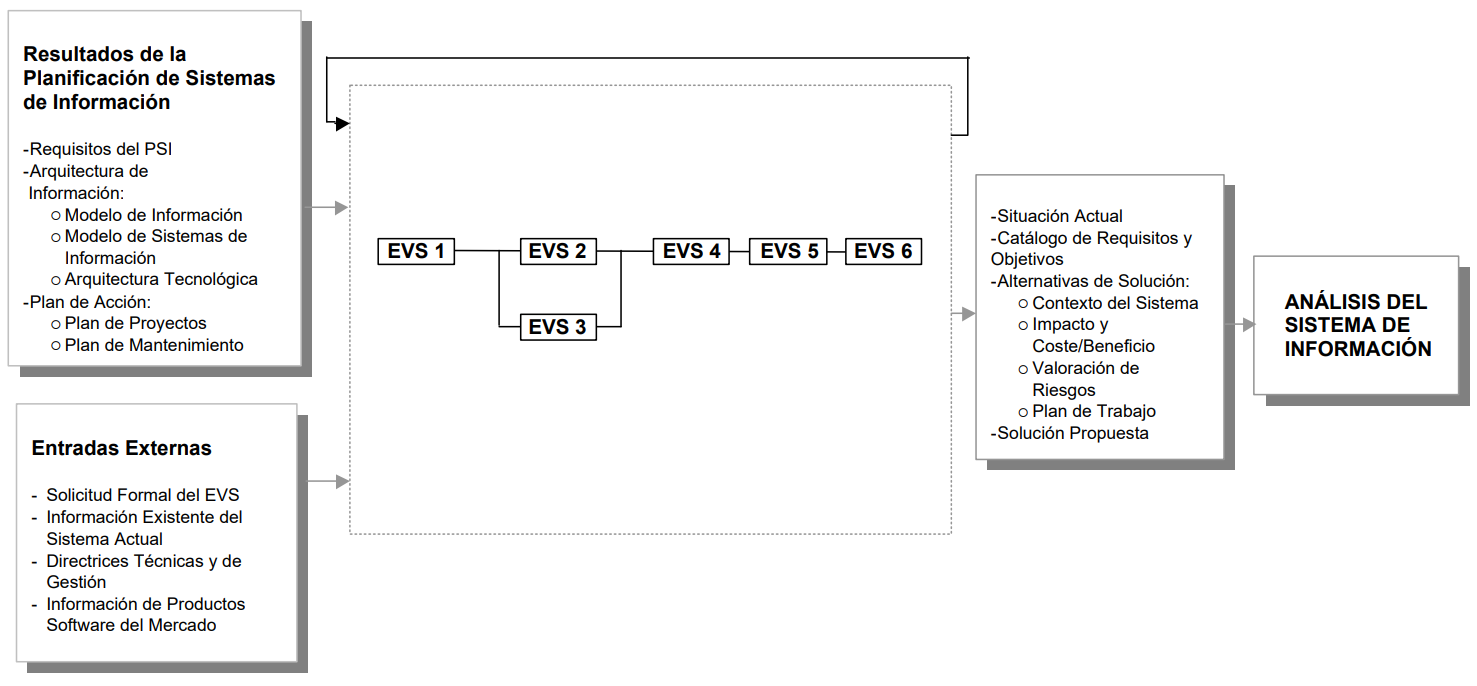 Resultados de la
Planificación de Sistemas
de Información
-Requisitos del PSI
-Arquitectura de
Información:
o Modelo de Información
o Modelo de Sistemas de
Información
o Arquitectura Tecnológica
-Plan de Acción:
o Plan de Proyectos
o Plan de Mantenimiento
Entradas Externas
- Solicitud Formal del EVS
- Información Existente del
Sistema Actual
- Directrices Técnicas y de
Gestión
- Información de Productos
Software del Mercado
EVS 1
EVS 2
EVS 3
EVS 4
EVS 5
EVS 6
-Situación Actual
-Catálogo de Requisitos y
Objetivos
-Alternativas de Solución:
o Contexto del Sistema
o Impacto y
Coste/Beneficio
o Valoración de
Riesgos
o Plan de Trabajo
-Solución Propuesta
ANÁLISIS DEL
SISTEMA DE
INFORMACIÓN